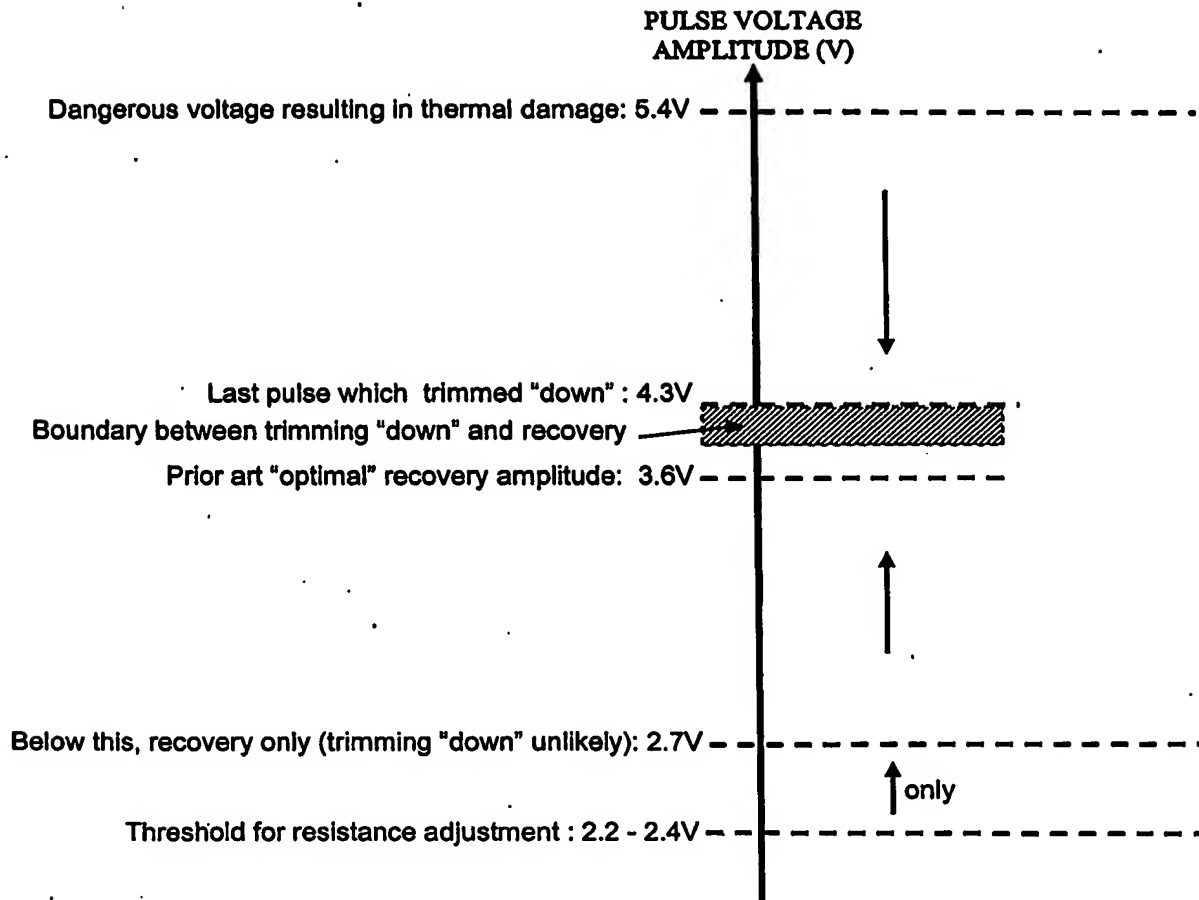 PULSE VOLTAGE
AMPLITUDE (V)
Dangerous voltage resulting in thermal damage: 5.4V
Last pulse which trimmed "down" : 4.3V
Boundary between trimming "down" and recovery
Prior art "optimal" recovery amplitude: 3.6V
Below this, recovery only (trimming "down" unlikely): 2.7V
only
Threshold for resistance adjustment : 2.2 - 2.4V